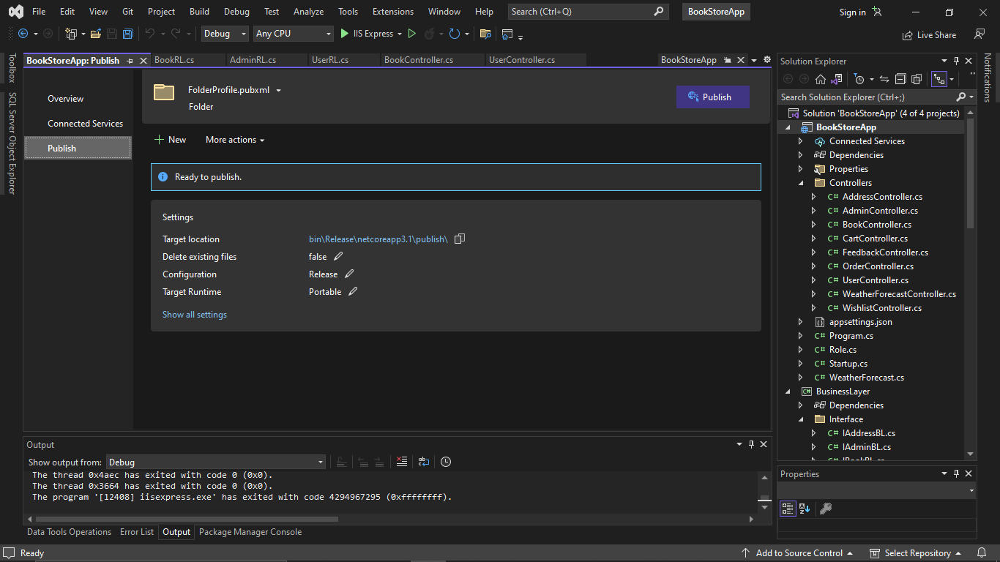 File Edit View Git Project Build Debug Test Analyze Tools Extensions Window Help Search (Ctrl+Q) BookStoreApp Sign in
Debug Any CPU IIS Express Live Share
Toolbox
SQL Server Object Explorer
BookStoreApp: Publish BookRL.cs AdminRL.cs UserRL.cs BookController.cs UserController.cs BookStoreApp
Overview
Connected Services
Publish
FolderProfile.pubxml
Folder
Publish
New More actions
Ready to publish.
Settings
Target location bin\Release\netcoreapp3.1\publish\
Delete existing files false
Configuration Release
Target Runtime Portable
Show all settings
Output
Show output from: Debug
The thread 0x4aec has exited with code 0 (0x0).
The thread 0x3664 has exited with code 0 (0x0).
The program '[12408] iisexpress.exe' has exited with code 4294967295 (0xffffffff).
Data Tools Operations Error List Output Package Manager Console
Solution Explorer
Search Solution Explorer (Ctrl+;)
Solution 'BookStoreApp' (4 of 4 projects)
BookStoreApp
Connected Services
Dependencies
Properties
Controllers
C# AddressController.cs
C# AdminController.cs
C# BookController.cs
C# CartController.cs
C# FeedbackController.cs
C# OrderController.cs
C# UserController.cs
C# WeatherForecastController.cs
C# WishlistController.cs
appsettings.json
C# Program.cs
C# Role.cs
C# Startup.cs
C# WeatherForecast.cs
C# BusinessLayer
Dependencies
Interface
C# IAddressBL.cs
C# IAdminBL.cs
C# IBookBL.cs
Properties
Notifications
Ready Add to Source Control Select Repository